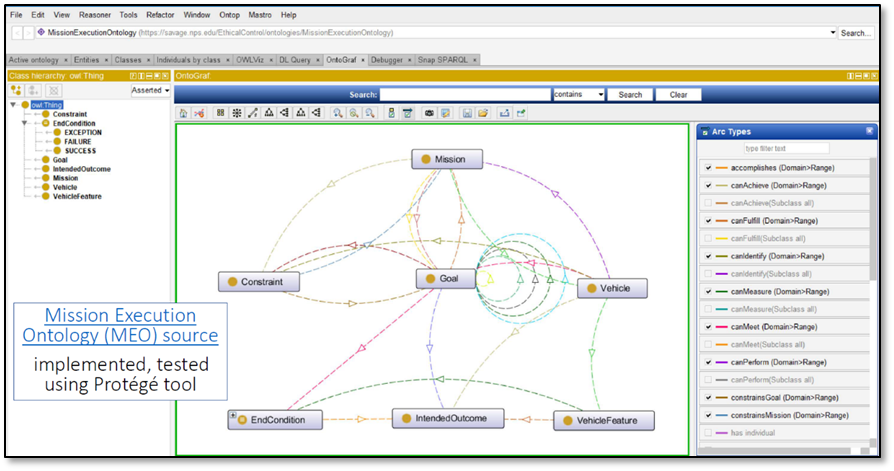 File Edit View Reasoner Tools Refactor Window Ontop Mastro Help
MissionExecutionOntology (https://savage.nps.edu/EthicalControl/ontologies/MissionExecutionOntology)
Search...
Active ontology × Entities × Classes × Individuals by class × OWLViz × DL Query × OntoGraf × Debugger × Snap SPARQL ×
Class hierarchy: owl:Thing
Asserted
owl:Thing
Constraint
EndCondition
EXCEPTION
FAILURE
SUCCESS
Goal
IntendedOutcome
Mission
Vehicle
VehicleFeature
OntoGraf
Search: contains Search Clear
Mission
Constraint
Goal
Vehicle
EndCondition
IntendedOutcome
VehicleFeature
Arc Types
type filter text
accomplishes (Domain>Range)
canAchieve (Domain>Range)
canAchieve(Subclass all)
canFulfill (Domain>Range)
canFulfill(Subclass all)
canIdentify (Domain>Range)
canIdentify(Subclass all)
canMeasure (Domain>Range)
canMeasure(Subclass all)
canMeet (Domain>Range)
canMeet(Subclass all)
canPerform (Domain>Range)
canPerform(Subclass all)
constrainsGoal (Domain>Range)
constrainsMission (Domain>Range)
has individual
Mission Execution
Ontology (MEO) source
implemented, tested
using Protégé tool